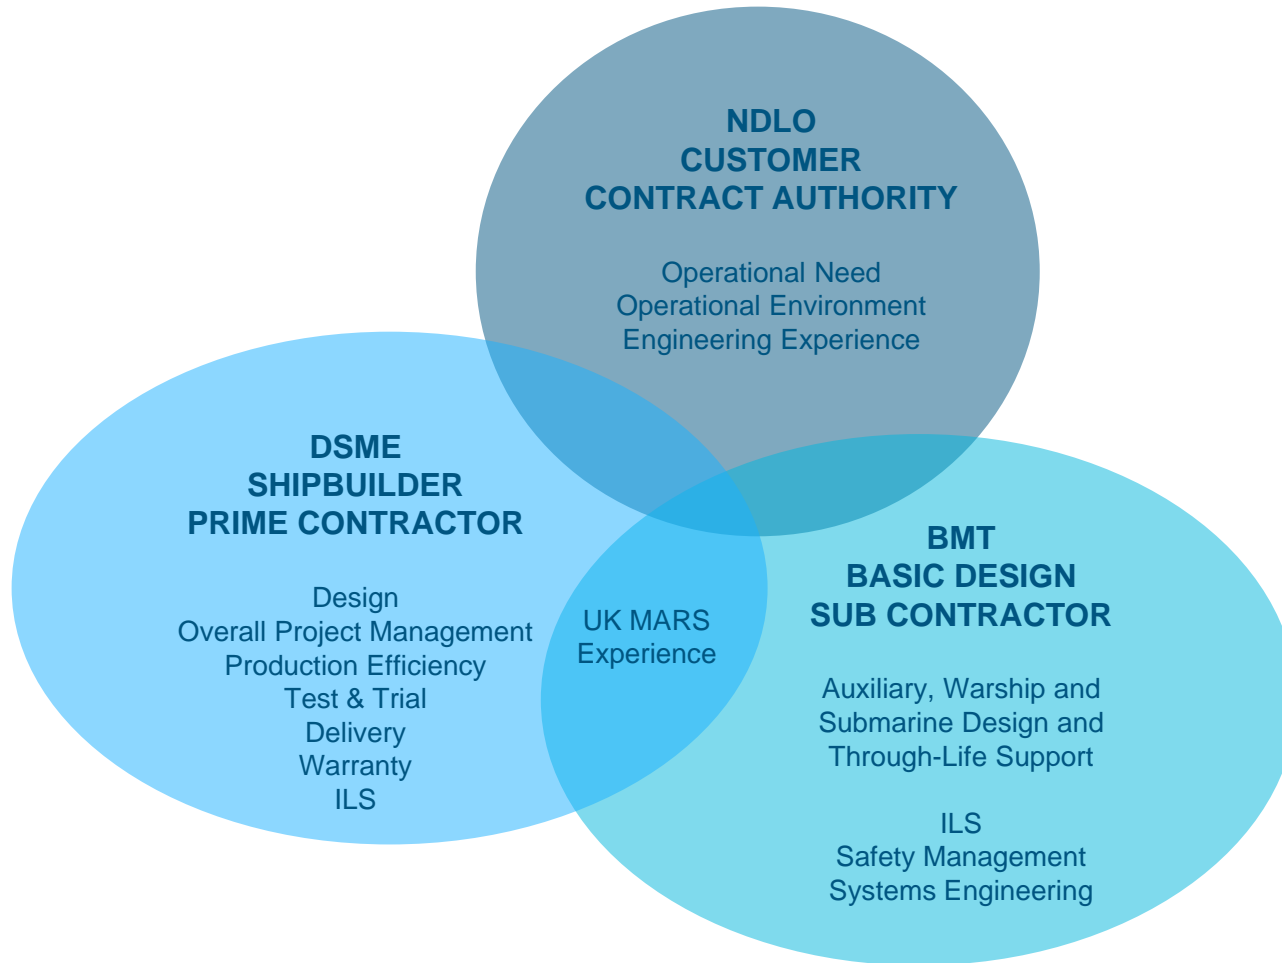 NDLO
CUSTOMER
CONTRACT AUTHORITY
Operational Need
Operational Environment
Engineering Experience
DSME
SHIPBUILDER
PRIME CONTRACTOR
Design
Overall Project Management
Production Efficiency
Test & Trial
Delivery
Warranty
ILS
UK MARS
Experience
BMT
BASIC DESIGN
SUB CONTRACTOR
Auxiliary, Warship and
Submarine Design and
Through-Life Support
ILS
Safety Management
Systems Engineering